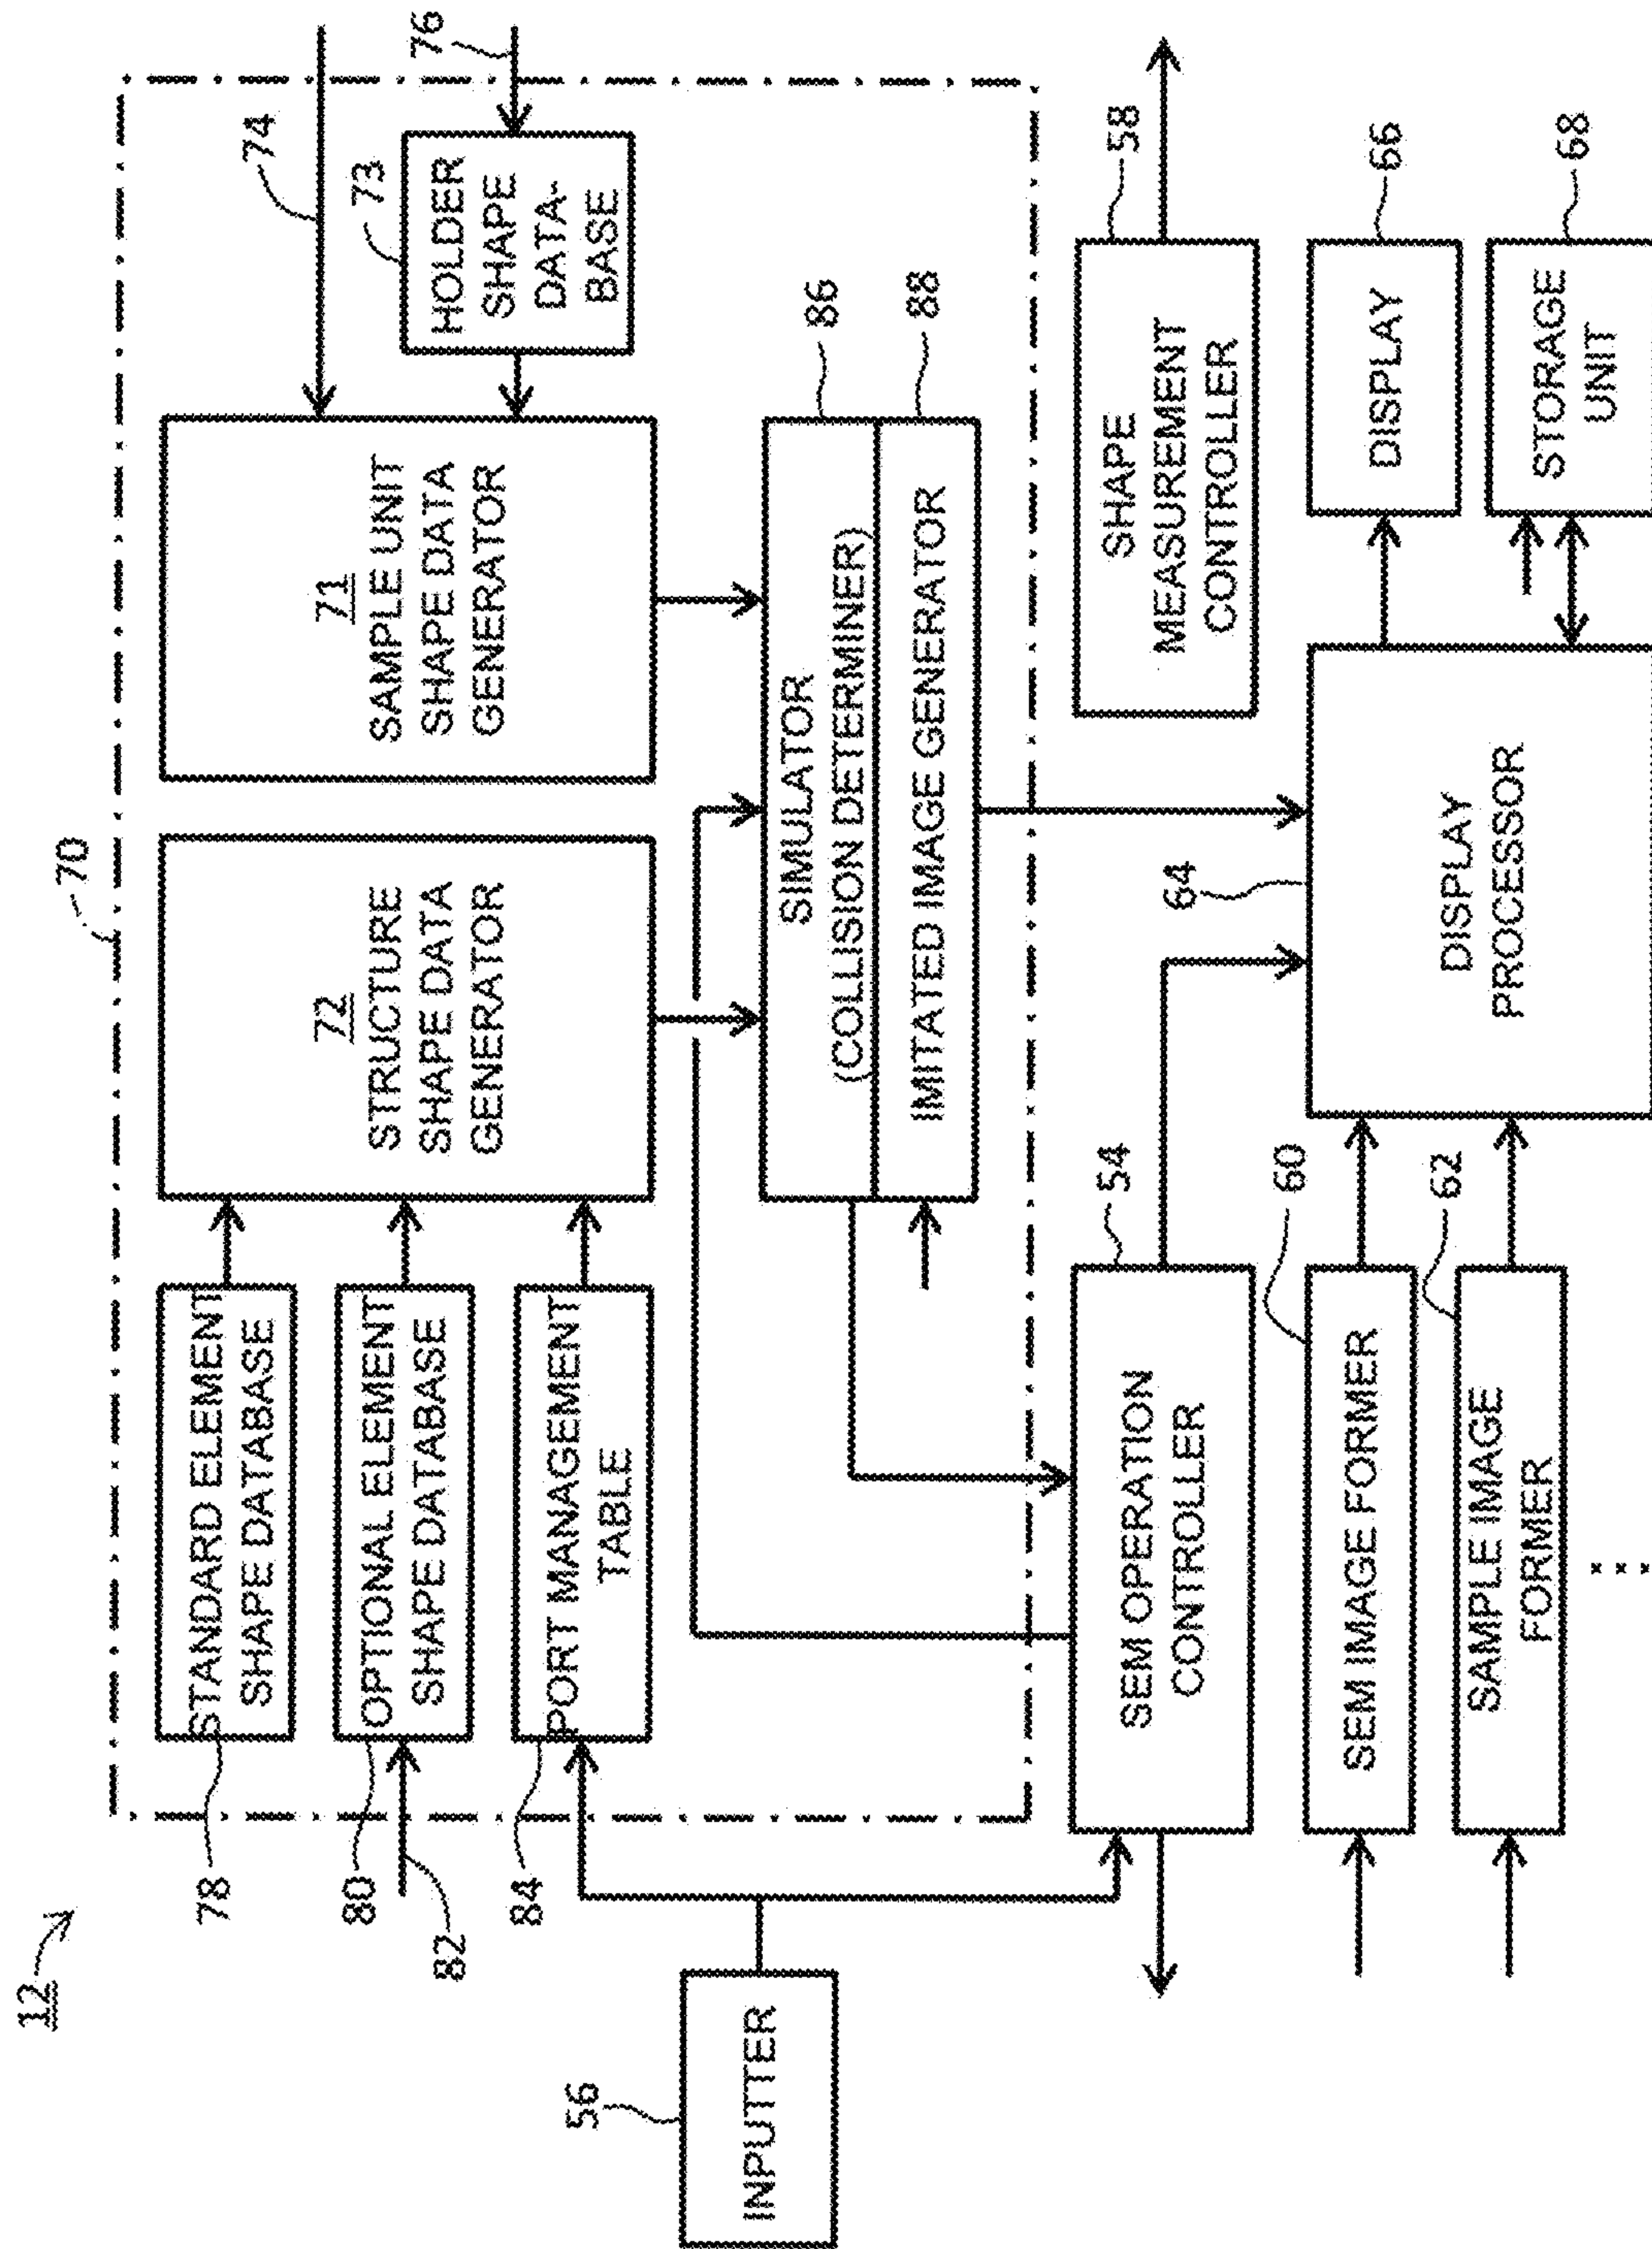 12
70
78
STANDARD ELEMENT
SHAPE DATABASE
80
OPTIONAL ELEMENT
SHAPE DATABASE
82
84
PORT MANAGEMENT
TABLE
72
STRUCTURE
SHAPE DATA
GENERATOR
71
SAMPLE UNIT
SHAPE DATA
GENERATOR
74
73
HOLDER
SHAPE
DATA-
BASE
76
56
INPUTTER
SIMULATOR
(COLLISION DETERMINER)
86
IMITATED IMAGE GENERATOR
88
54
SEM OPERATION
CONTROLLER
SHAPE
MEASUREMENT
CONTROLLER
58
60
SEM IMAGE FORMER
62
SAMPLE IMAGE
FORMER
64
DISPLAY
PROCESSOR
DISPLAY
66
STORAGE
UNIT
68